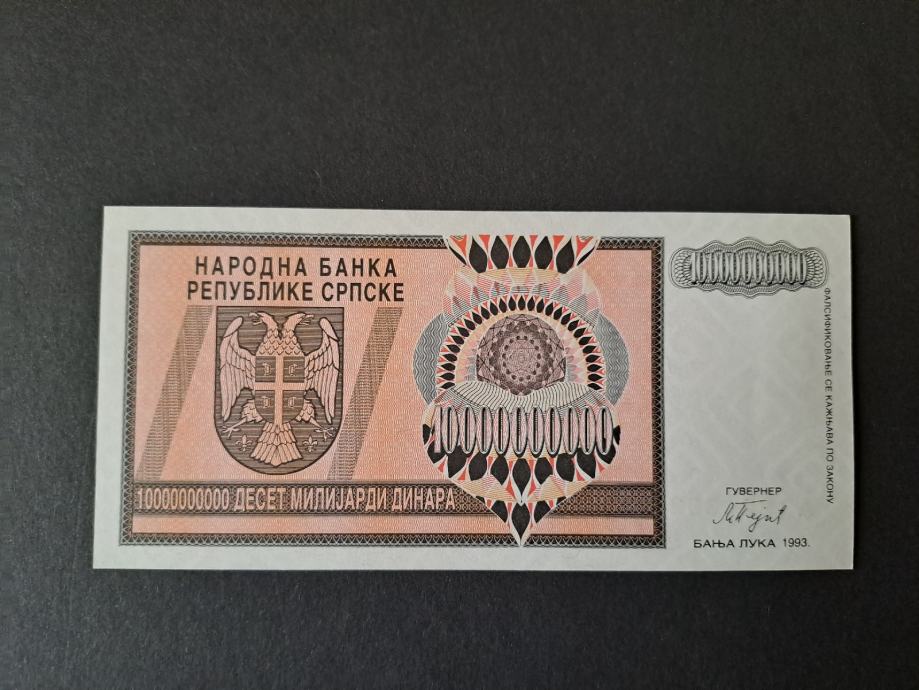 НАРОДНА БАНКА
РЕПУБЛИКЕ СРПСКЕ
10000000000
10000000000
10000000000 ДЕСЕТ МИЛИЈАРДИ ДИНАРА
ФАЛСИФИКОВАЊЕ СЕ КАЖЊАВА ПО ЗАКОНУ
ГУВЕРНЕР
БАЊА ЛУКА 1993.